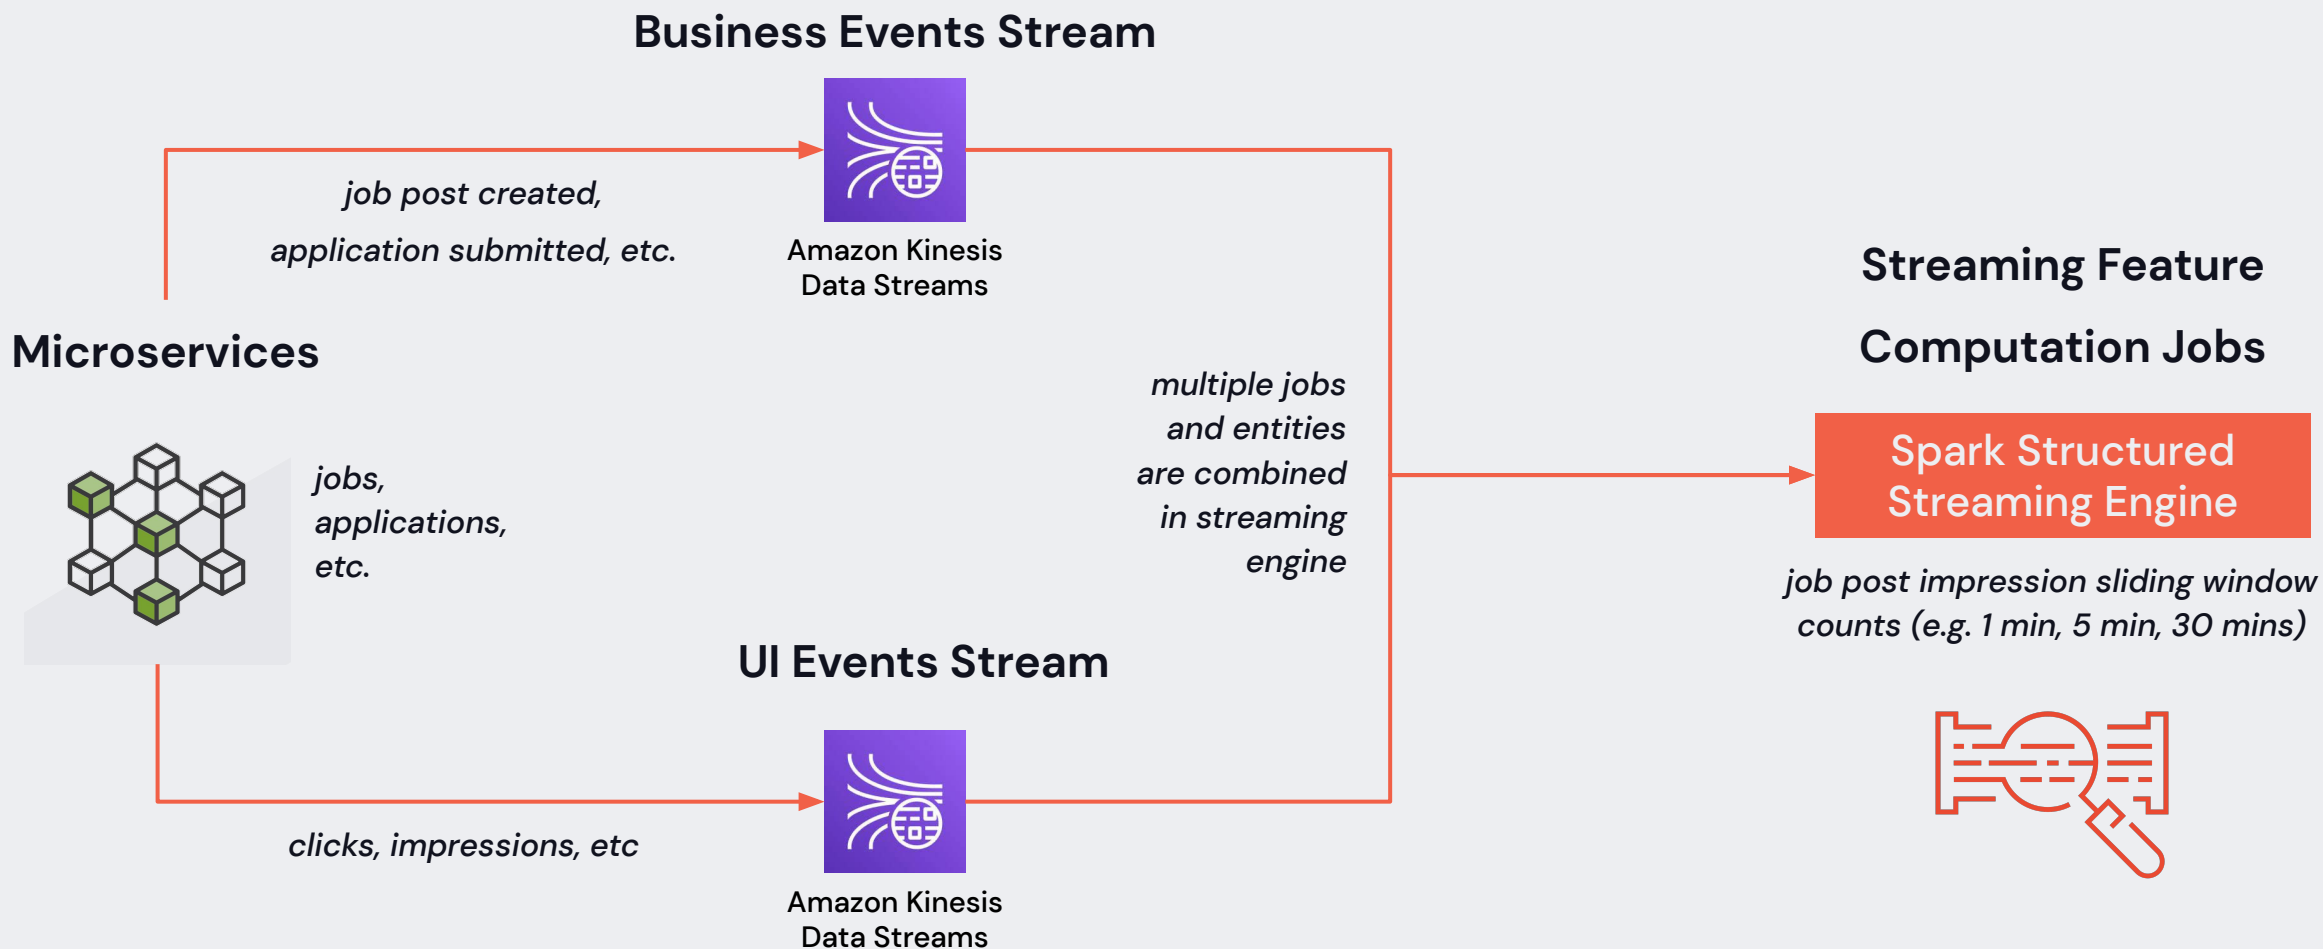 Business Events Stream
job post created,
application submitted, etc.
Amazon Kinesis
Data Streams
Microservices
jobs,
applications,
etc.
multiple jobs
and entities
are combined
in streaming
engine
UI Events Stream
clicks, impressions, etc
Amazon Kinesis
Data Streams
Streaming Feature
Computation Jobs
Spark Structured
Streaming Engine
job post impression sliding window
counts (e.g. 1 min, 5 min, 30 mins)